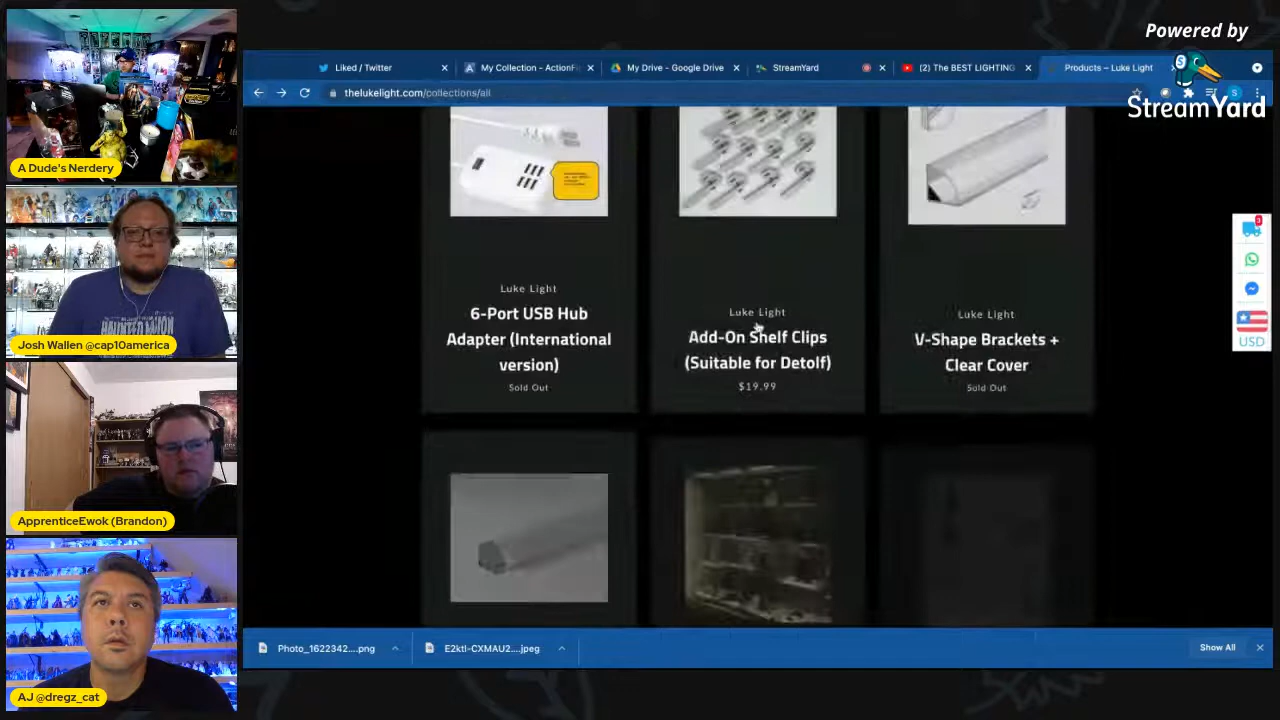 Powered by
StreamYard
Liked / Twitter
My Collection - ActionFi
My Drive - Google Drive
StreamYard
(2) The BEST LIGHTING
Products – Luke Light
thelukelight.com/collections/all
A Dude's Nerdery
Josh Wallen @cap10america
ApprenticeEwok (Brandon)
AJ @dregz_cat
Luke Light
6-Port USB Hub
Adapter (International
version)
Sold Out
Luke Light
Add-On Shelf Clips
(Suitable for Detolf)
$19.99
Luke Light
V-Shape Brackets +
Clear Cover
Sold Out
3
USD
Photo_1622342....png
E2ktl-CXMAU2....jpeg
Show All